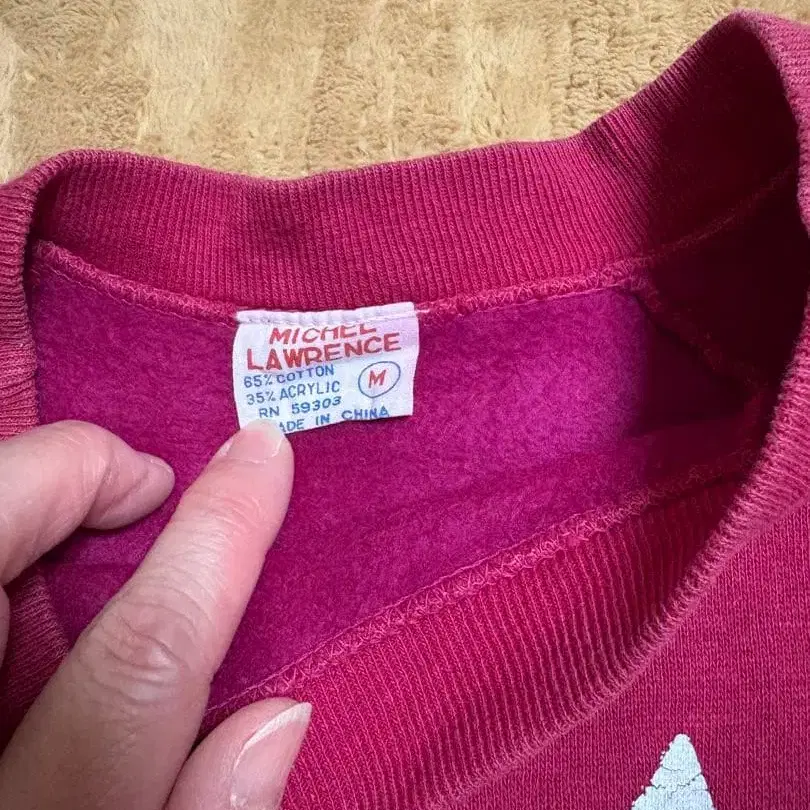 MICHEL
LAWRENCE
65% COTTON
35% ACRYLIC
M
RN 59303
MADE IN CHINA